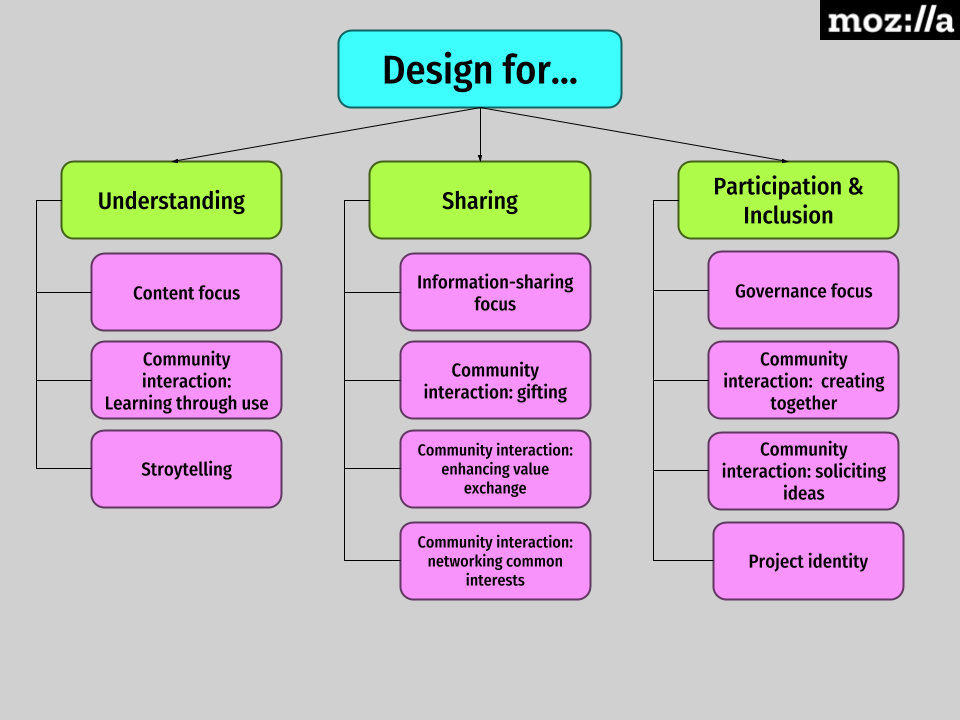 moz://a
Design for...
Understanding
Content focus
Community
interaction:
Learning through use
Stroytelling
Sharing
Information-sharing
focus
Community
interaction: gifting
Community interaction:
enhancing value
exchange
Community interaction:
networking common
interests
Participation &
Inclusion
Governance focus
Community
interaction:  creating
together
Community
interaction: soliciting
ideas
Project identity